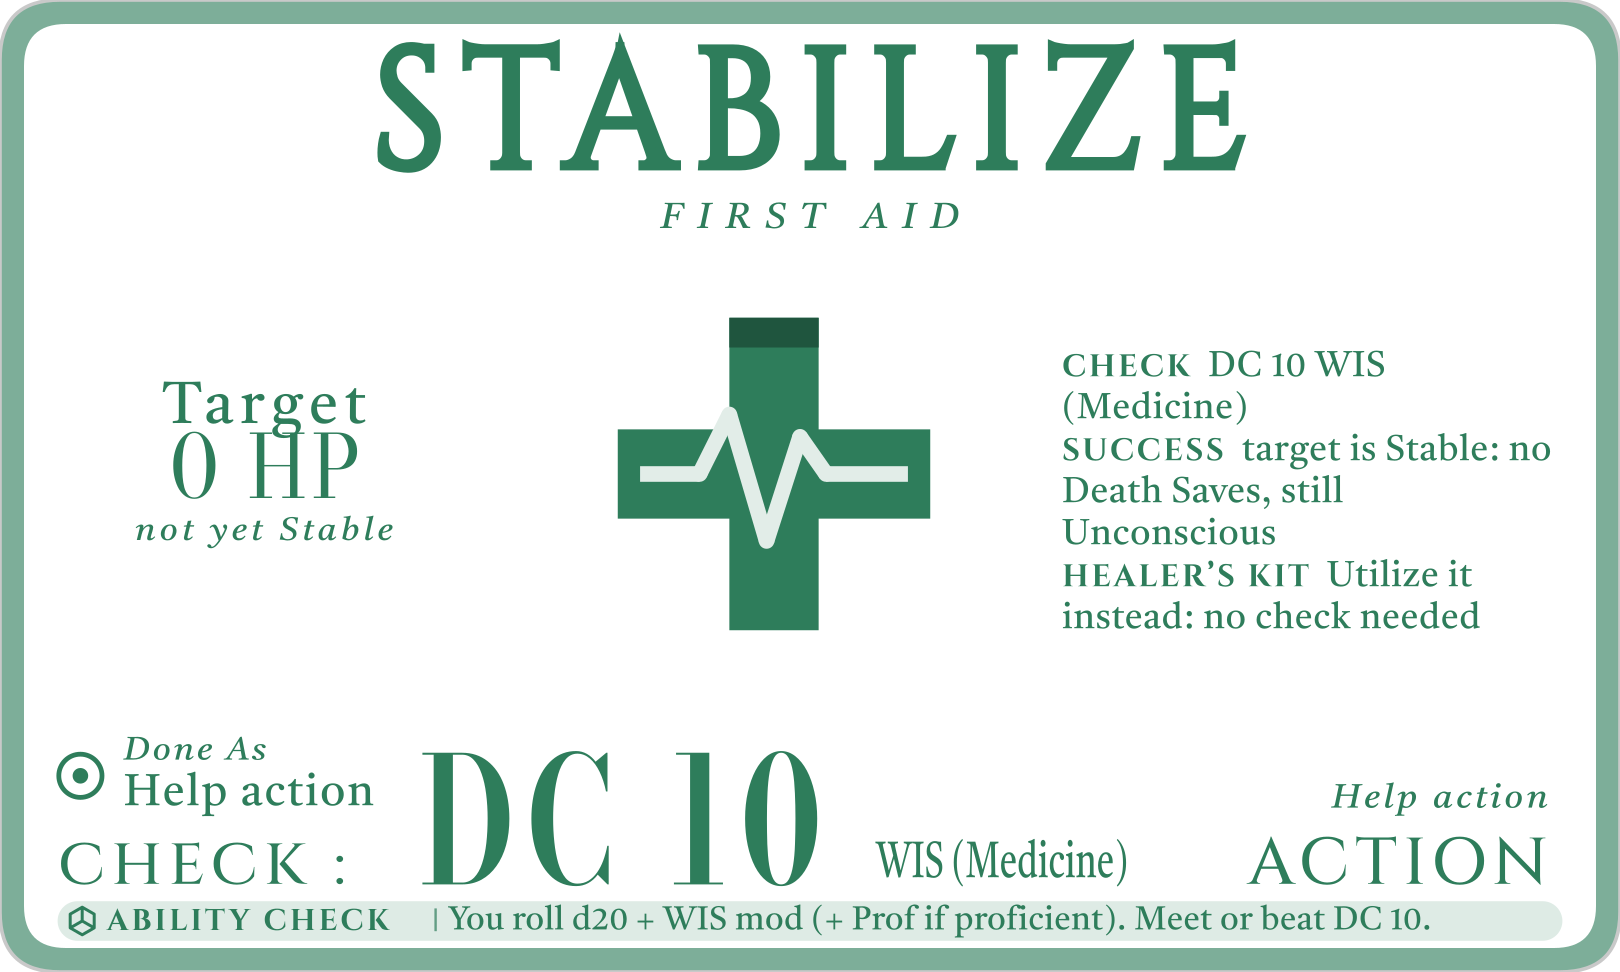 STABILIZE
FIRST AID
Target
0 HP
not yet Stable
CHECK DC 10 WIS
(Medicine)
SUCCESS target is Stable: no
Death Saves, still
Unconscious
HEALER’S KIT Utilize it
instead: no check needed
Done As
Help action
CHECK :
DC 10
WIS (Medicine)
Help action
ACTION
ABILITY CHECK | You roll d20 + WIS mod (+ Prof if proficient). Meet or beat DC 10.